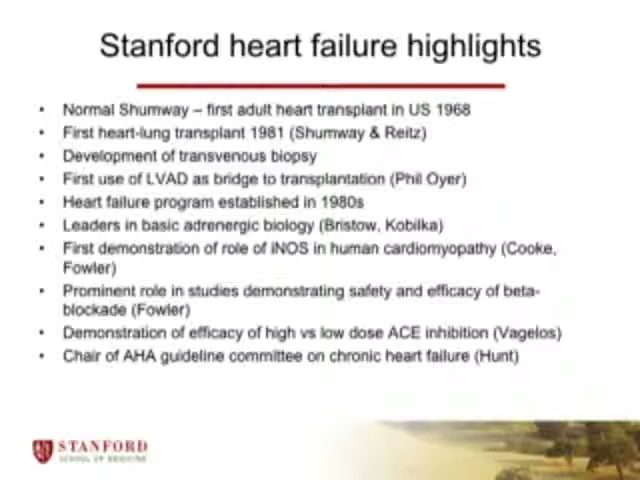 Stanford heart failure highlights
• Normal Shumway – first adult heart transplant in US 1968
• First heart-lung transplant 1981 (Shumway & Reitz)
• Development of transvenous biopsy
• First use of LVAD as bridge to transplantation (Phil Oyer)
• Heart failure program established in 1980s
• Leaders in basic adrenergic biology (Bristow, Kobilka)
• First demonstration of role of iNOS in human cardiomyopathy (Cooke,
Fowler)
• Prominent role in studies demonstrating safety and efficacy of beta-
blockade (Fowler)
• Demonstration of efficacy of high vs low dose ACE inhibition (Vagelos)
• Chair of AHA guideline committee on chronic heart failure (Hunt)
STANFORD
SCHOOL OF MEDICINE